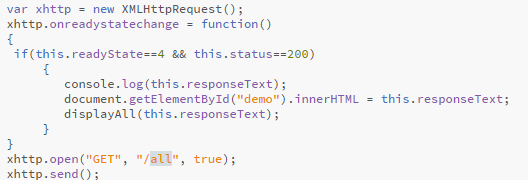 var xhttp = new XMLHttpRequest();
xhttp.onreadystatechange = function()
{
if(this.readyState==4 && this.status==200)
{
console.log(this.responseText);
document.getElementById("demo").innerHTML = this.responseText;
displayAll(this.responseText);
}
}
xhttp.open("GET", "/all", true);
xhttp.send();